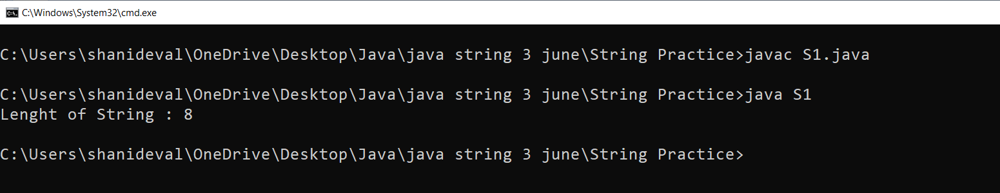 C:\Windows\System32\cmd.exe
C:\Users\shanideval\OneDrive\Desktop\Java\java string 3 june\String Practice>javac S1.java
C:\Users\shanideval\OneDrive\Desktop\Java\java string 3 june\String Practice>java S1
Lenght of String : 8
C:\Users\shanideval\OneDrive\Desktop\Java\java string 3 june\String Practice>